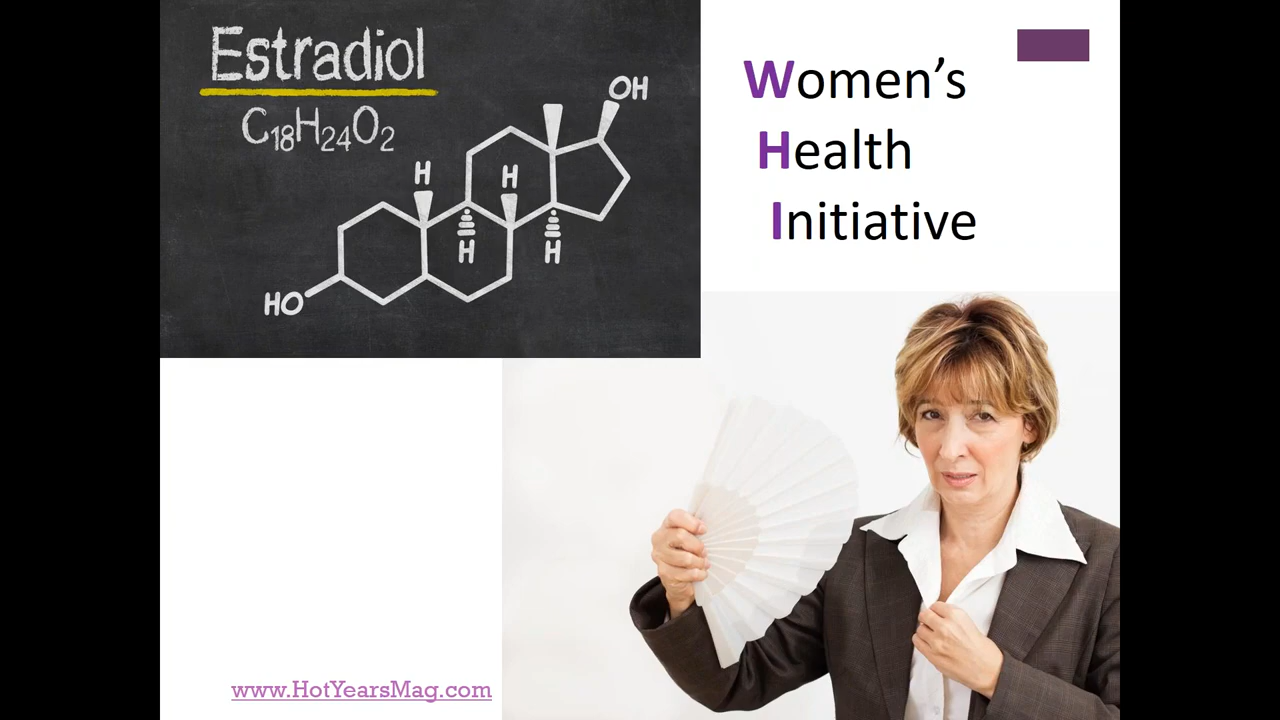 Estradiol
C₁₈H₂₄O₂
OH
H
H
H
H
HO
Women’s
Health
Initiative
www.HotYearsMag.com